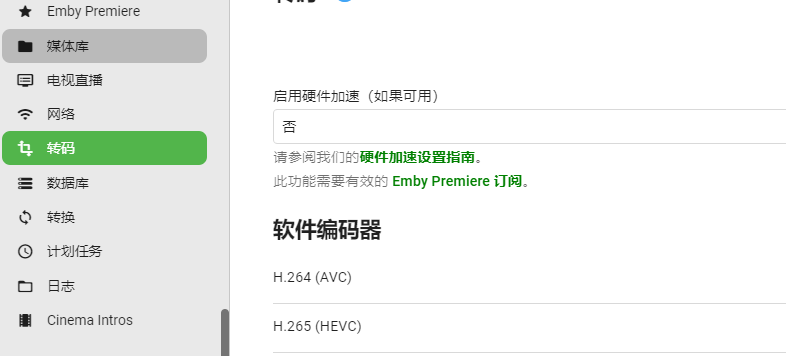 Emby Premiere
媒体库
电视直播
网络
转码
数据库
转换
计划任务
日志
Cinema Intros
启用硬件加速（如果可用）
否
请参阅我们的硬件加速设置指南。
此功能需要有效的 Emby Premiere 订阅。
软件编码器
H.264 (AVC)
H.265 (HEVC)